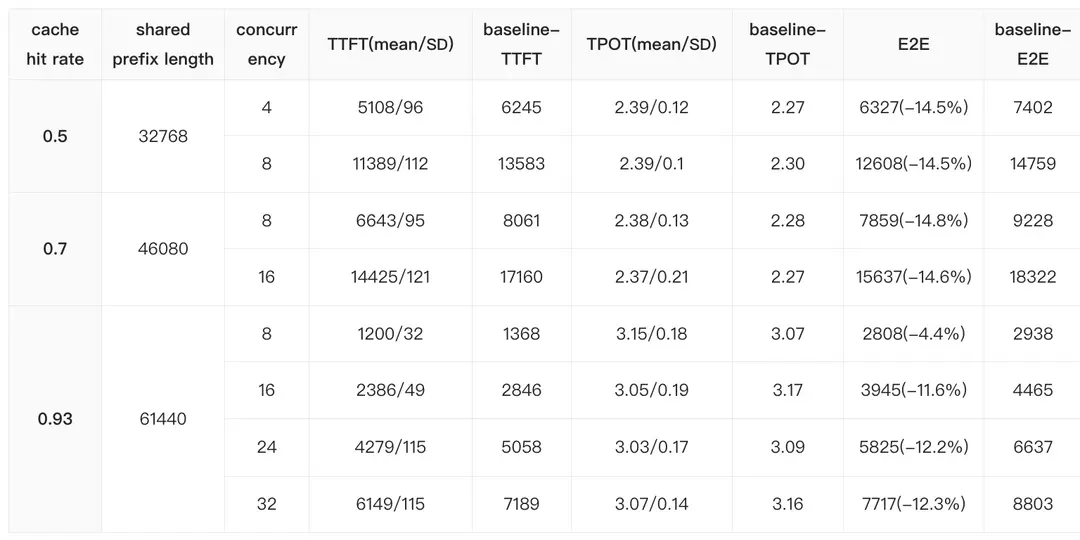 cache hit rate shared prefix length concurrency TTFT(mean/SD) baseline-TTFT TPOT(mean/SD) baseline-TPOT E2E baseline-E2E
0.5 32768 4 5108/96 6245 2.39/0.12 2.27 6327(-14.5%) 7402
8 11389/112 13583 2.39/0.1 2.30 12608(-14.5%) 14759
0.7 46080 8 6643/95 8061 2.38/0.13 2.28 7859(-14.8%) 9228
16 14425/121 17160 2.37/0.21 2.27 15637(-14.6%) 18322
0.93 61440 8 1200/32 1368 3.15/0.18 3.07 2808(-4.4%) 2938
16 2386/49 2846 3.05/0.19 3.17 3945(-11.6%) 4465
24 4279/115 5058 3.03/0.17 3.09 5825(-12.2%) 6637
32 6149/115 7189 3.07/0.14 3.16 7717(-12.3%) 8803